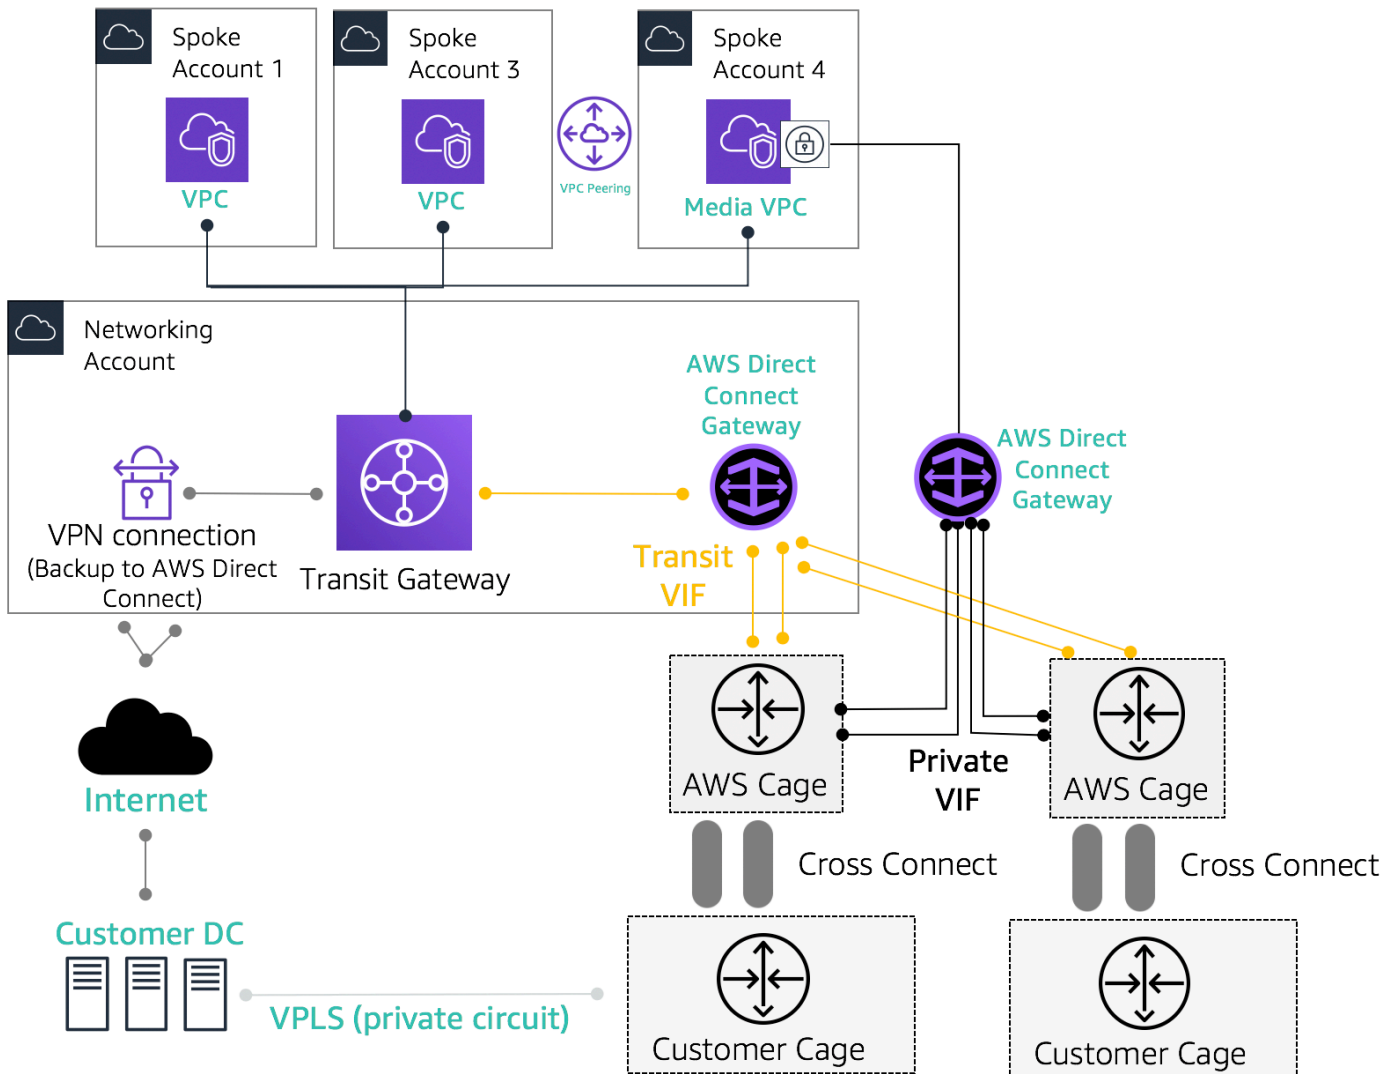 Spoke
Account 1
VPC
Spoke
Account 3
VPC
VPC Peering
Spoke
Account 4
Media VPC
Networking
Account
AWS Direct
Connect
Gateway
AWS Direct
Connect
Gateway
VPN connection
(Backup to AWS Direct
Connect)
Transit Gateway
Transit
VIF
Internet
AWS Cage
Private
VIF
AWS Cage
Cross Connect
Cross Connect
Customer DC
VPLS (private circuit)
Customer Cage
Customer Cage